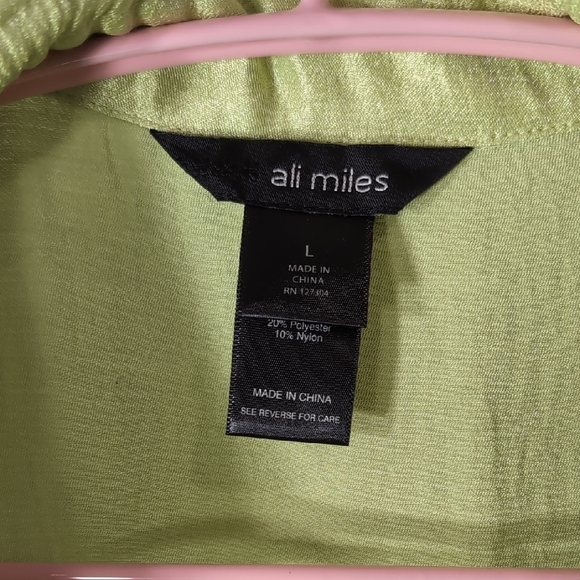 ali miles
L
MADE IN
CHINA
RN 127304
20% Polyester
10% Nylon
MADE IN CHINA
SEE REVERSE FOR CARE